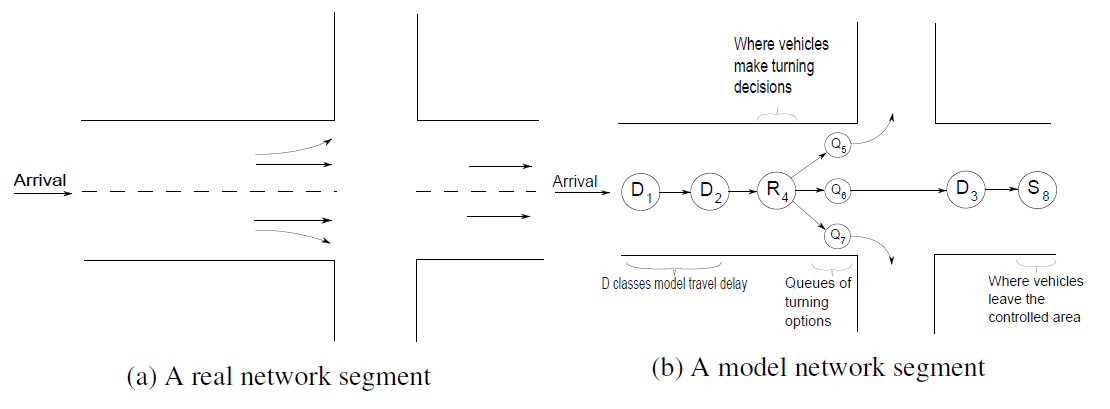 Arrival
(a) A real network segment
Where vehicles
make turning
decisions
Arrival
D1
D2
R4
Q5
Q6
Q7
D3
S8
D classes model travel delay
Queues of
turning
options
Where vehicles
leave the
controlled area
(b) A model network segment